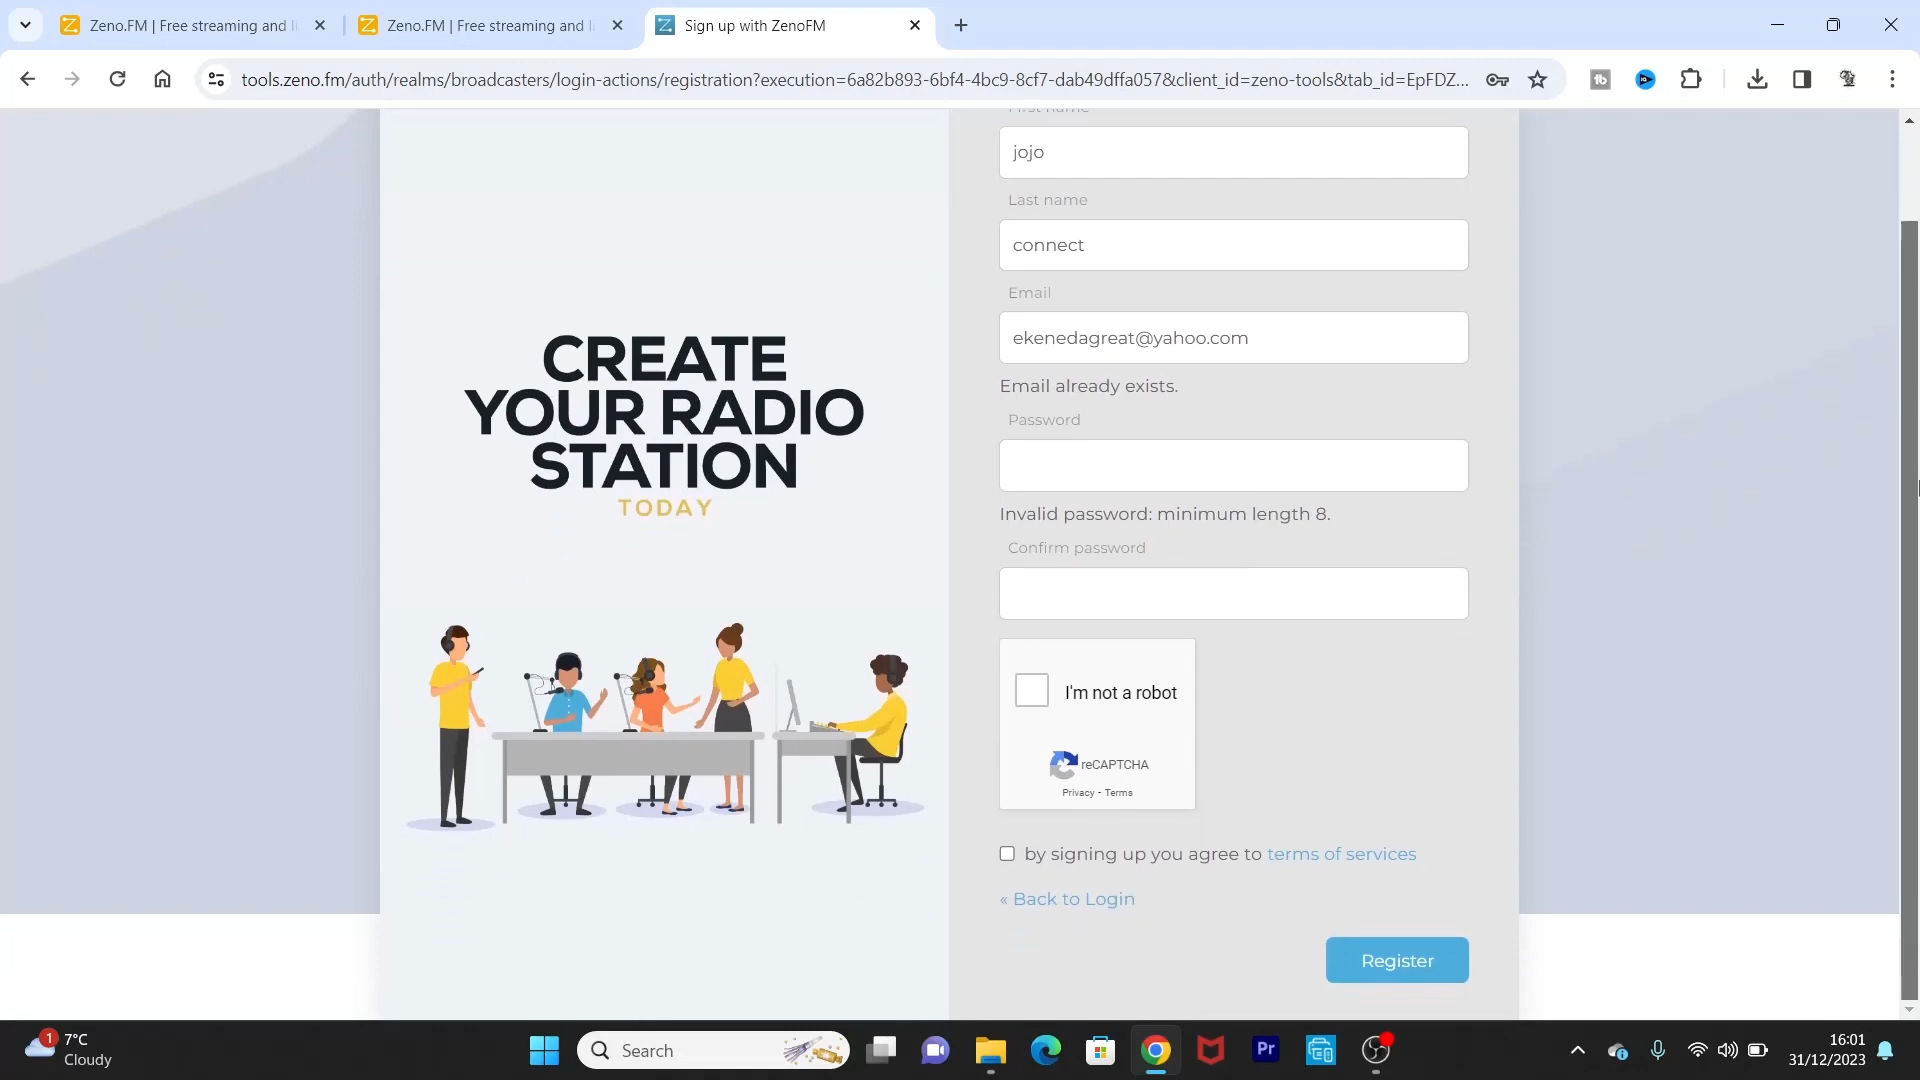 Zeno.FM | Free streaming and l
Zeno.FM | Free streaming and l
Sign up with ZenoFM
tools.zeno.fm/auth/realms/broadcasters/login-actions/registration?execution=6a82b893-6bf4-4bc9-8cf7-dab49dffa057&client_id=zeno-tools&tab_id=EpFDZ...
First name
jojo
Last name
connect
Email
ekenedagreat@yahoo.com
Email already exists.
Password
Invalid password: minimum length 8.
Confirm password
I'm not a robot
reCAPTCHA
Privacy - Terms
by signing up you agree to terms of services
« Back to Login
Register
CREATE
YOUR RADIO
STATION
TODAY
1
7°C
Cloudy
Search
Pr
16:01
31/12/2023